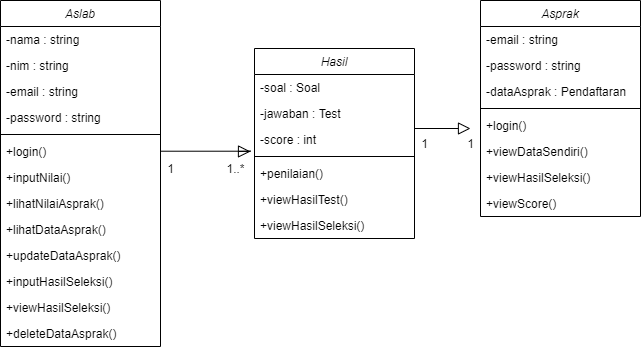 Aslab
-nama : string
-nim : string
-email : string
-password : string
+login()
+inputNilai()
+lihatNilaiAsprak()
+lihatDataAsprak()
+updateDataAsprak()
+inputHasilSeleksi()
+viewHasilSeleksi()
+deleteDataAsprak()
1
1..*
Hasil
-soal : Soal
-jawaban : Test
-score : int
+penilaian()
+viewHasilTest()
+viewHasilSeleksi()
1
1
Asprak
-email : string
-password : string
-dataAsprak : Pendaftaran
+login()
+viewDataSendiri()
+viewHasilSeleksi()
+viewScore()